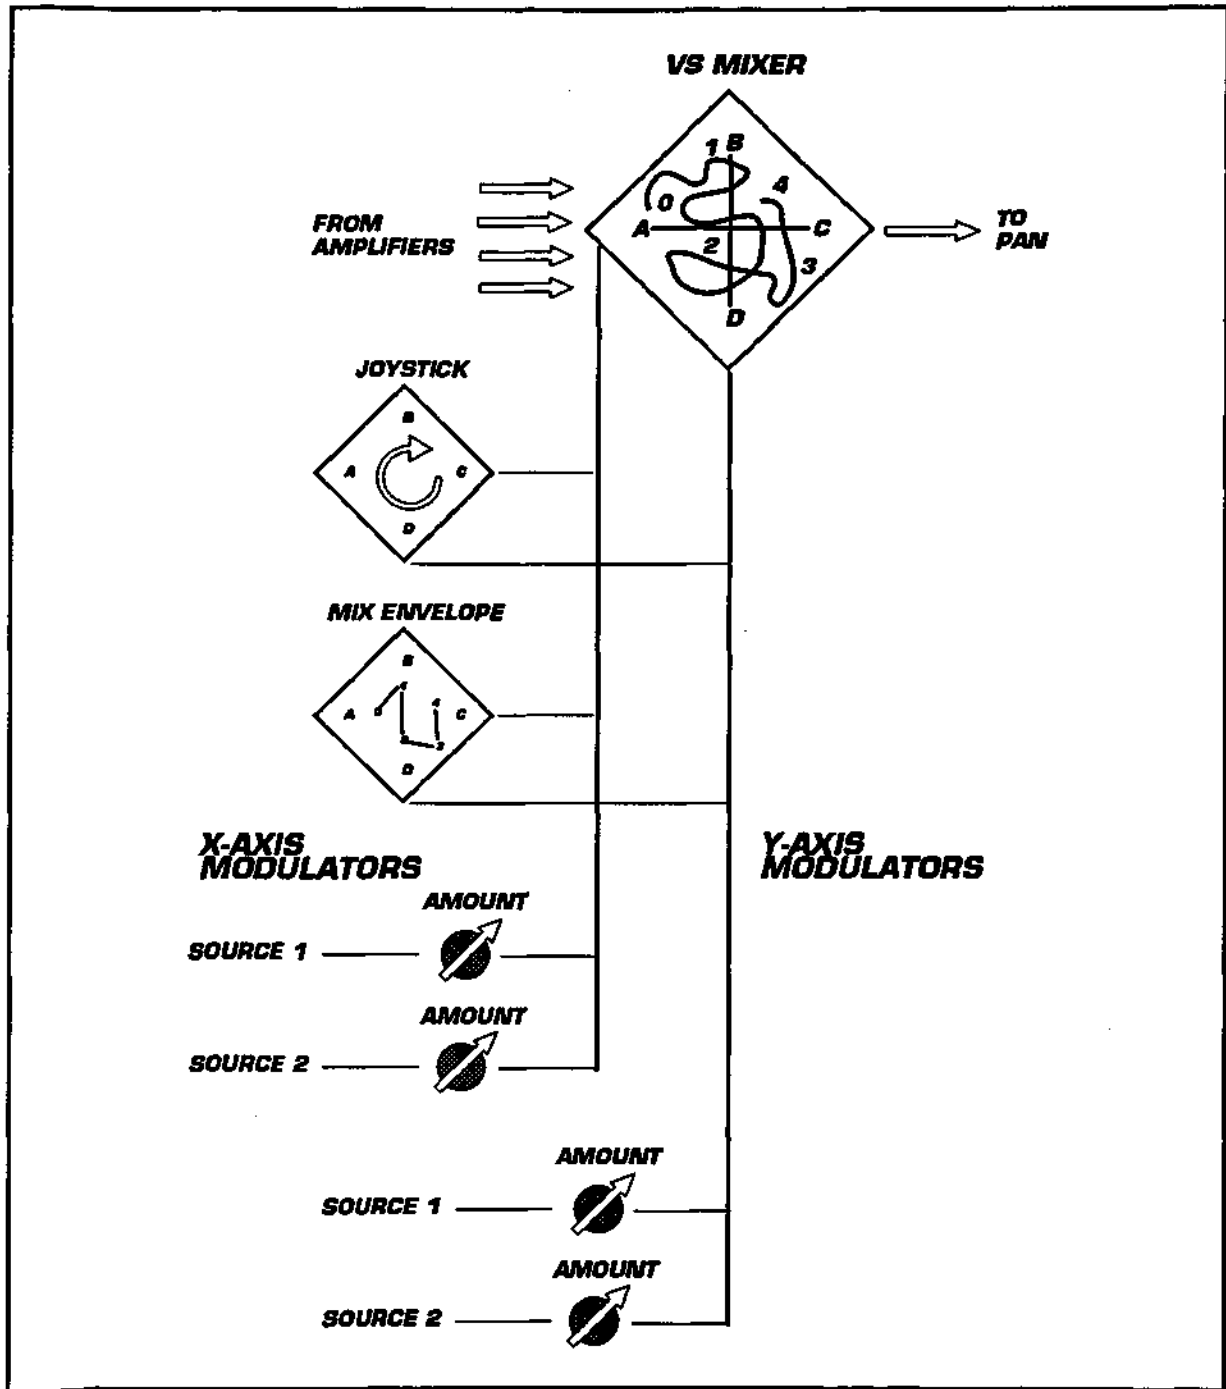 VS MIXER
1 B
4
0
FROM
AMPLIFIERS
A
C
TO
PAN
2
3
D
JOYSTICK
B
A
C
D
MIX ENVELOPE
B
4
A
C
D
X-AXIS
MODULATORS
Y-AXIS
MODULATORS
AMOUNT
SOURCE 1
AMOUNT
SOURCE 2
AMOUNT
SOURCE 1
AMOUNT
SOURCE 2